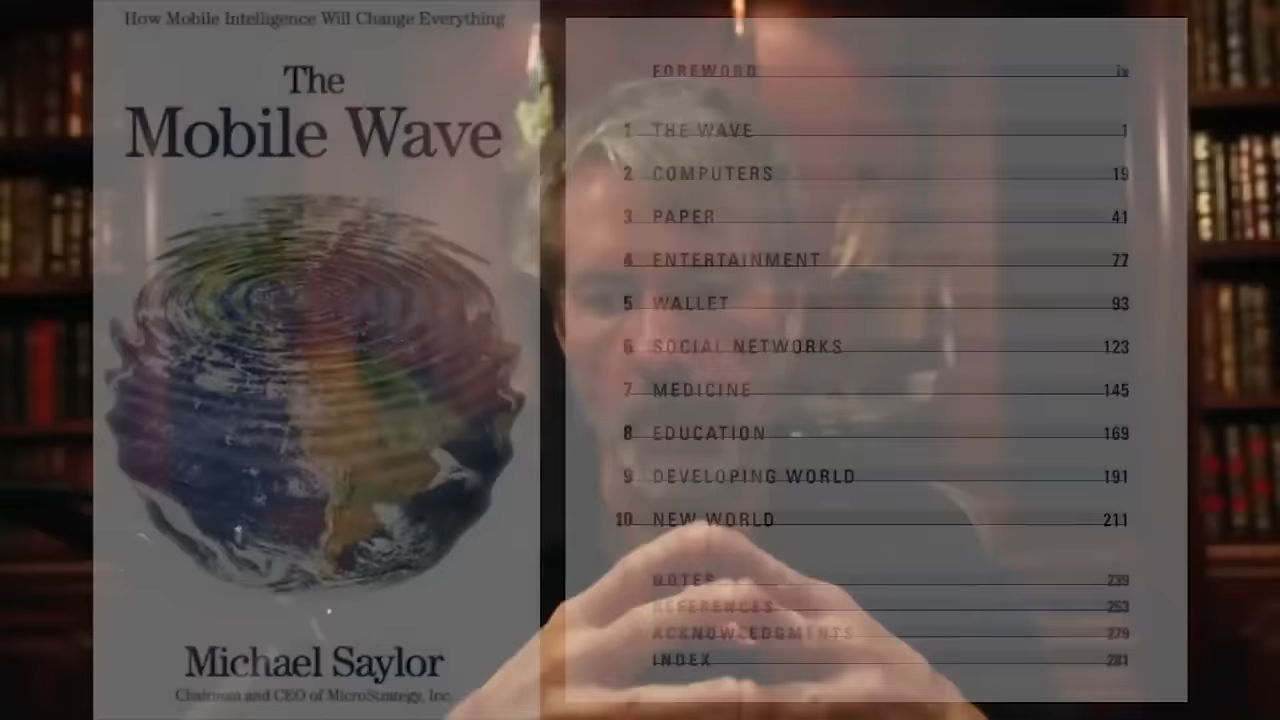 How Mobile Intelligence Will Change Everything
The
Mobile Wave
Michael Saylor
Chairman and CEO of MicroStrategy, Inc.
FOREWORD ix
1 THE WAVE 1
2 COMPUTERS 19
3 PAPER 41
4 ENTERTAINMENT 77
5 WALLET 93
6 SOCIAL NETWORKS 123
7 MEDICINE 145
8 EDUCATION 169
9 DEVELOPING WORLD 191
10 NEW WORLD 211
NOTES 239
REFERENCES 253
ACKNOWLEDGMENTS 279
INDEX 281